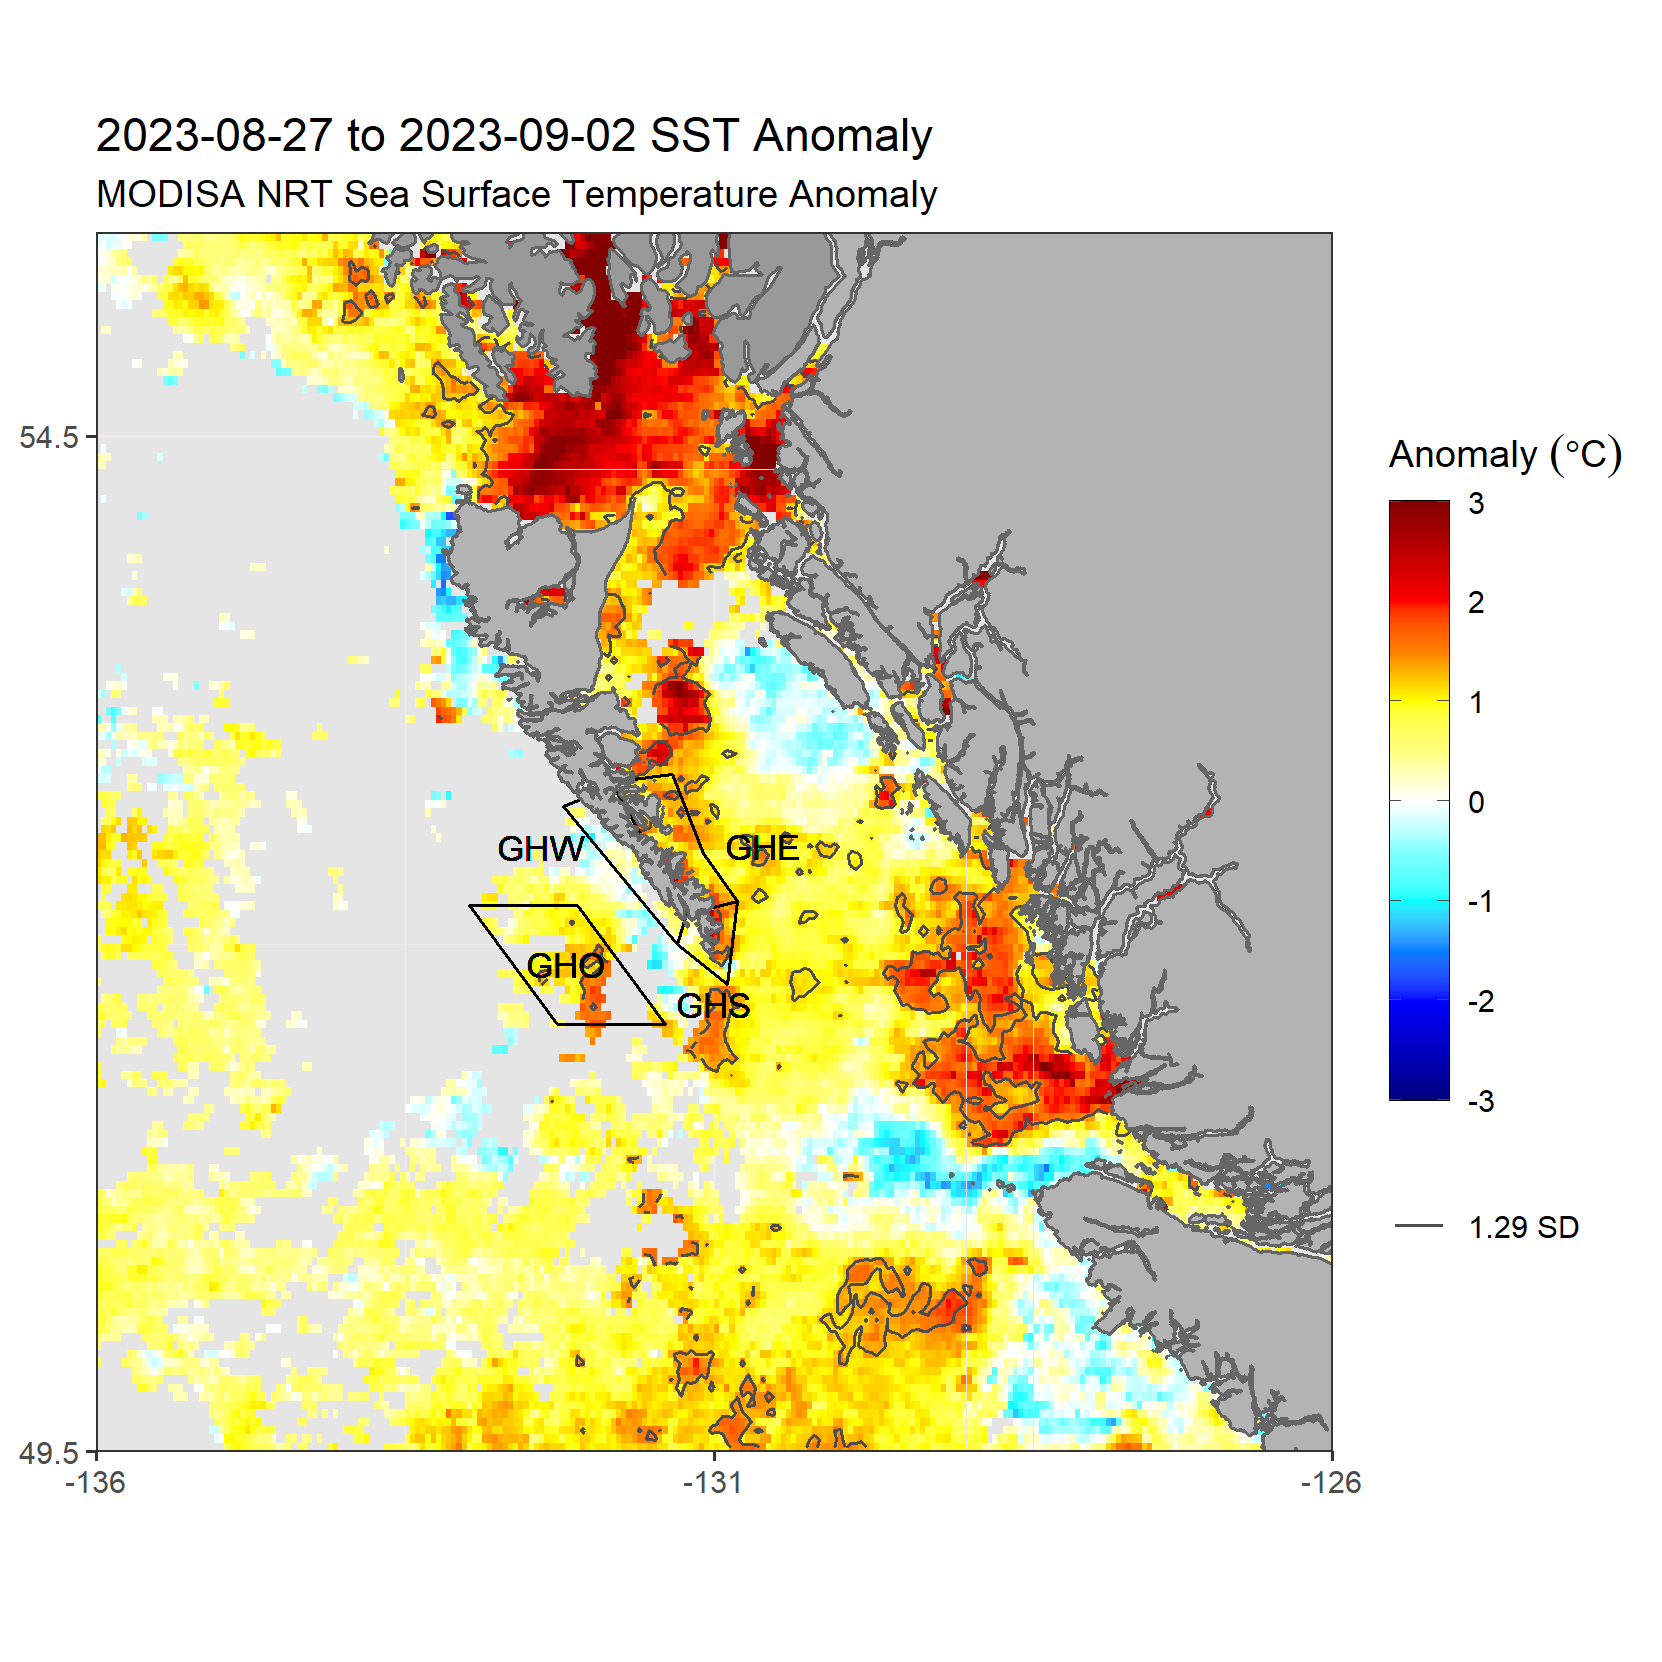 2023-08-27 to 2023-09-02 SST Anomaly
MODISA NRT Sea Surface Temperature Anomaly
54.5
49.5
-136
-131
-126
GHW
GHE
GHO
GHS
Anomaly (°C)
3
2
1
0
-1
-2
-3
1.29 SD